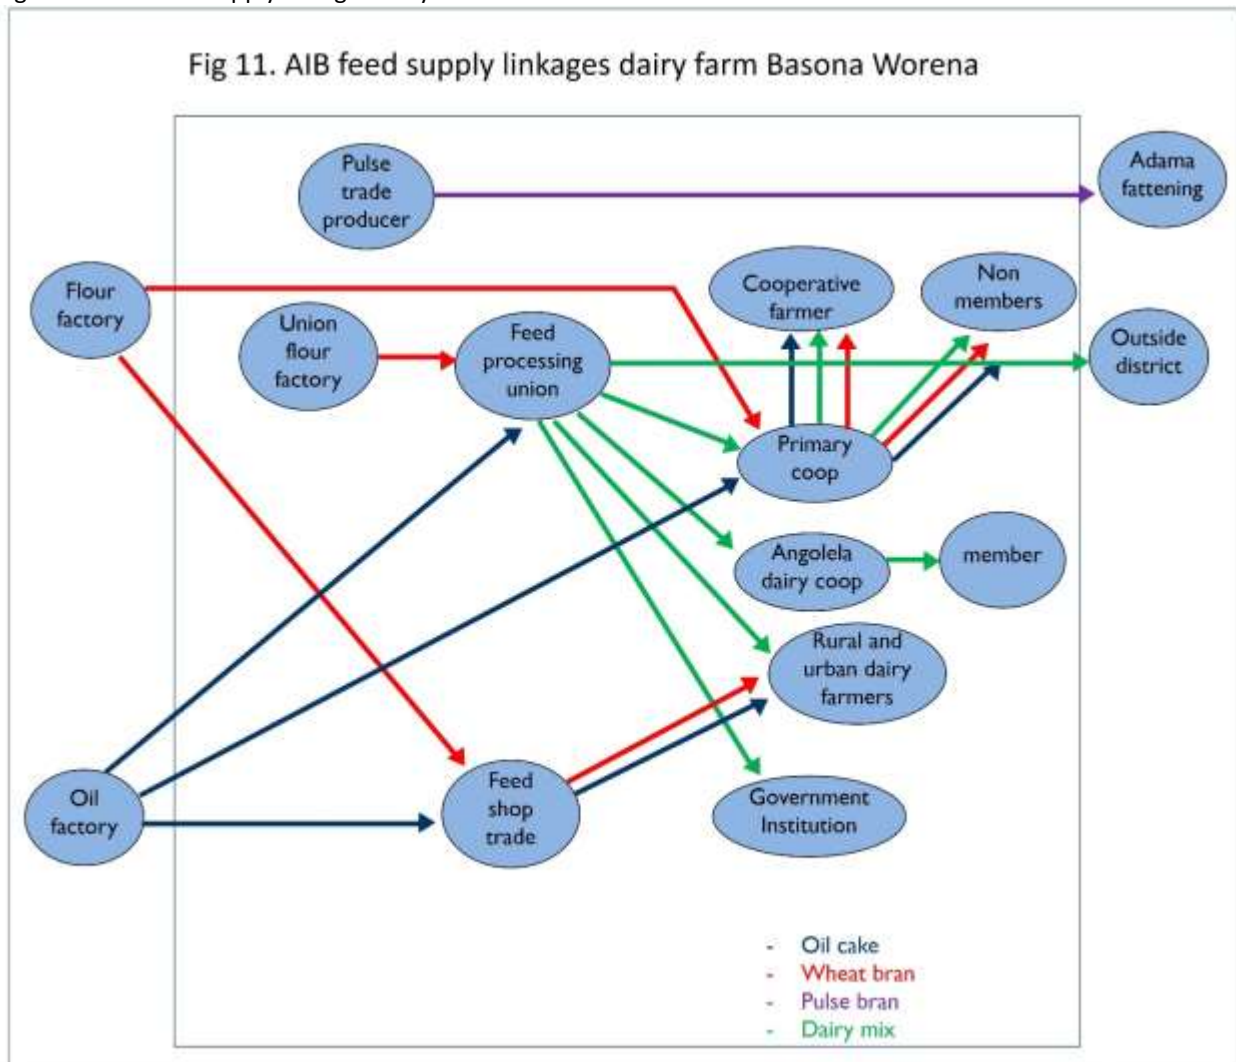 Fig 11. AIB feed supply linkages dairy farm Basona Worena
Pulse
trade
producer
Adama
fattening
Flour
factory
Union
flour
factory
Feed
processing
union
Cooperative
farmer
Non
members
Outside
district
Primary
coop
Angolela
dairy coop
member
Rural and
urban dairy
farmers
Oil
factory
Feed
shop
trade
Government
Institution
- Oil cake
- Wheat bran
- Pulse bran
- Dairy mix